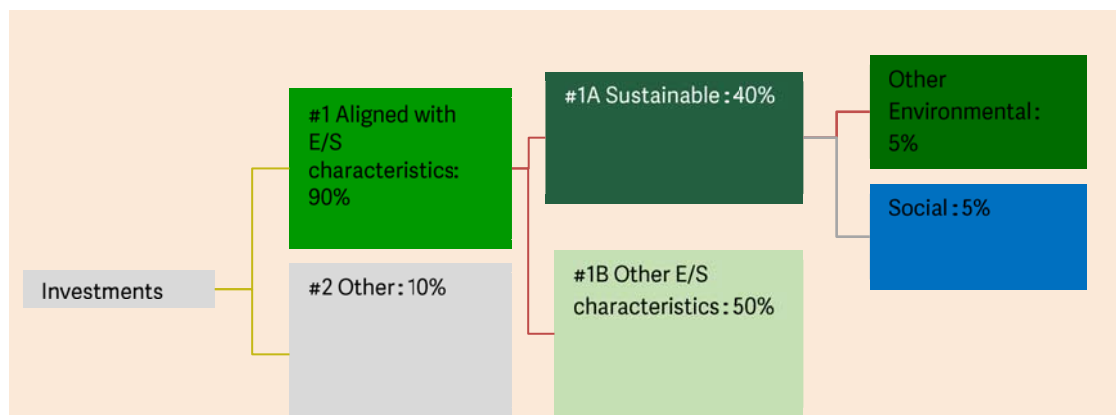 Investments
#1 Aligned with
E/S
characteristics:
90%
#2 Other: 10%
#1A Sustainable: 40%
#1B Other E/S
characteristics: 50%
Other
Environmental:
5%
Social: 5%